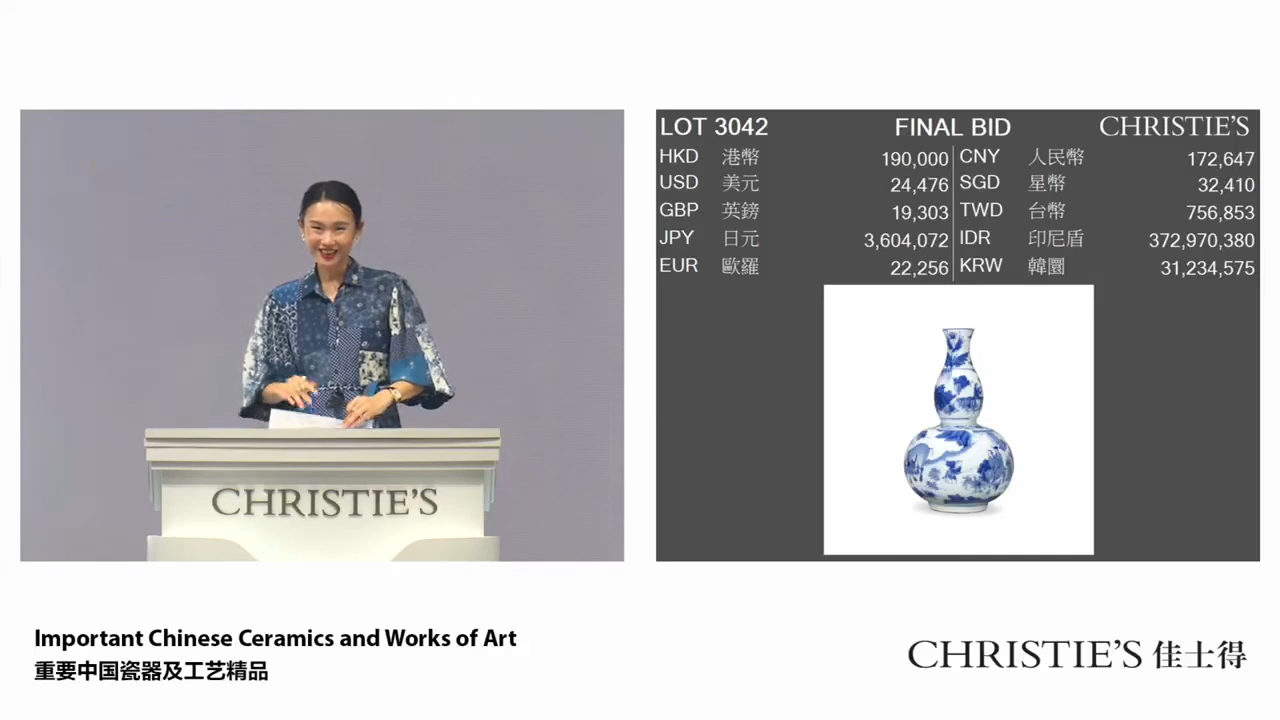 CHRISTIE'S
LOT 3042 FINAL BID CHRISTIE'S
HKD 港幣 190,000 CNY 人民幣 172,647
USD 美元 24,476 SGD 星幣 32,410
GBP 英鎊 19,303 TWD 台幣 756,853
JPY 日元 3,604,072 IDR 印尼盾 372,970,380
EUR 歐羅 22,256 KRW 韓圜 31,234,575
Important Chinese Ceramics and Works of Art
重要中国瓷器及工艺精品
CHRISTIE'S 佳士得